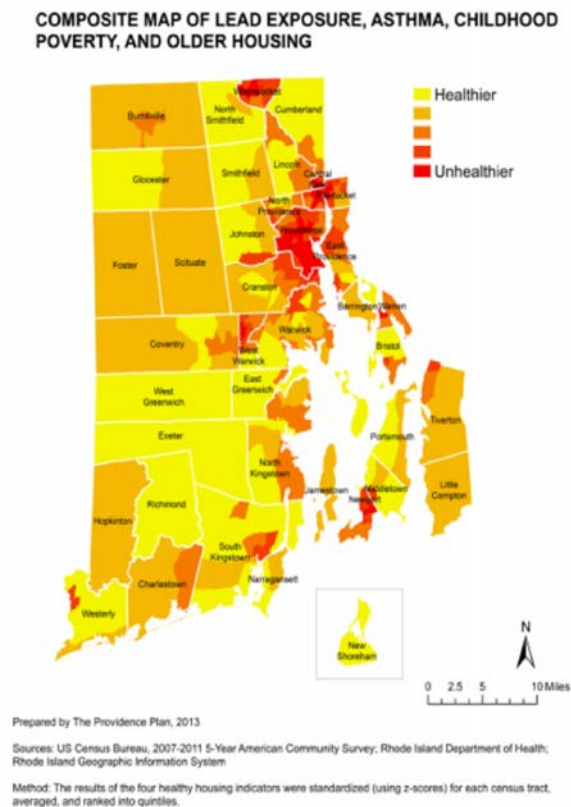 COMPOSITE MAP OF LEAD EXPOSURE, ASTHMA, CHILDHOOD
POVERTY, AND OLDER HOUSING
Healthier
Unhealthier
Woonsocket
Burrillville
North
Smithfield
Cumberland
Glocester
Smithfield
Lincoln
Central
Falls
Pawtucket
North
Providence
Providence
East
Providence
Johnston
Foster
Scituate
Cranston
Barrington
Warren
Bristol
Coventry
West
Warwick
Warwick
West
Greenwich
East
Greenwich
Exeter
North
Kingstown
Portsmouth
Tiverton
Little
Compton
Middletown
Newport
Jamestown
Hopkinton
Richmond
South
Kingstown
Narragansett
Charlestown
Westerly
New
Shoreham
N
0 2.5 5 10 Miles
Prepared by The Providence Plan, 2013
Sources: US Census Bureau, 2007-2011 5-Year American Community Survey; Rhode Island Department of Health;
Rhode Island Geographic Information System
Method: The results of the four healthy housing indicators were standardized (using z-scores) for each census tract,
averaged, and ranked into quintiles.